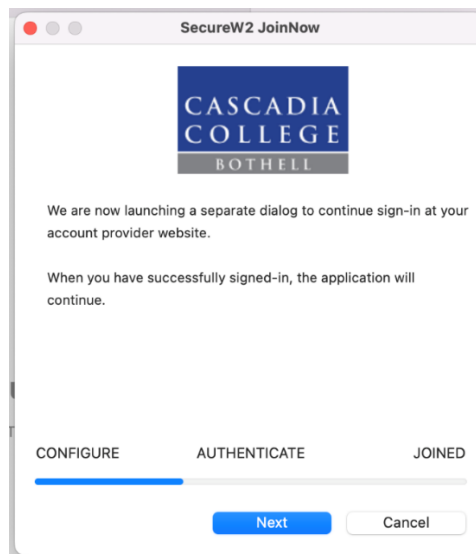 SecureW2 JoinNow
CASCADIA
COLLEGE
BOTHELL
We are now launching a separate dialog to continue sign-in at your
account provider website.
When you have successfully signed-in, the application will
continue.
CONFIGURE AUTHENTICATE JOINED
Next Cancel